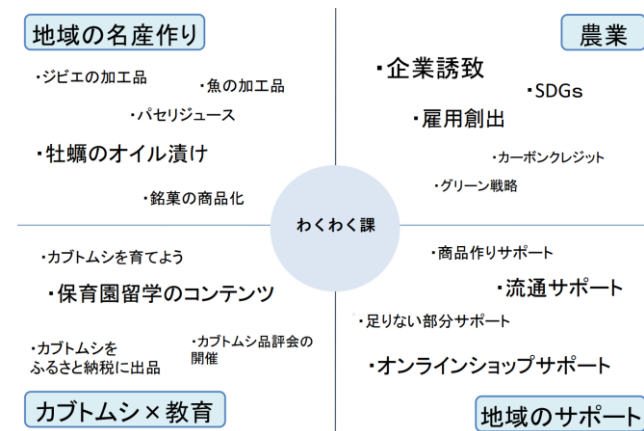 地域の名産作り
・ジビエの加工品
・魚の加工品
・パセリジュース
・牡蠣のオイル漬け
・銘菓の商品化
農業
・企業誘致
・SDGs
・雇用創出
・カーボンクレジット
・グリーン戦略
わくわく課
・カブトムシを育てよう
・保育園留学のコンテンツ
・カブトムシを
ふるさと納税に出品
・カブトムシ品評会の
開催
カブトムシ×教育
・商品作りサポート
・流通サポート
・足りない部分サポート
・オンラインショップサポート
地域のサポート